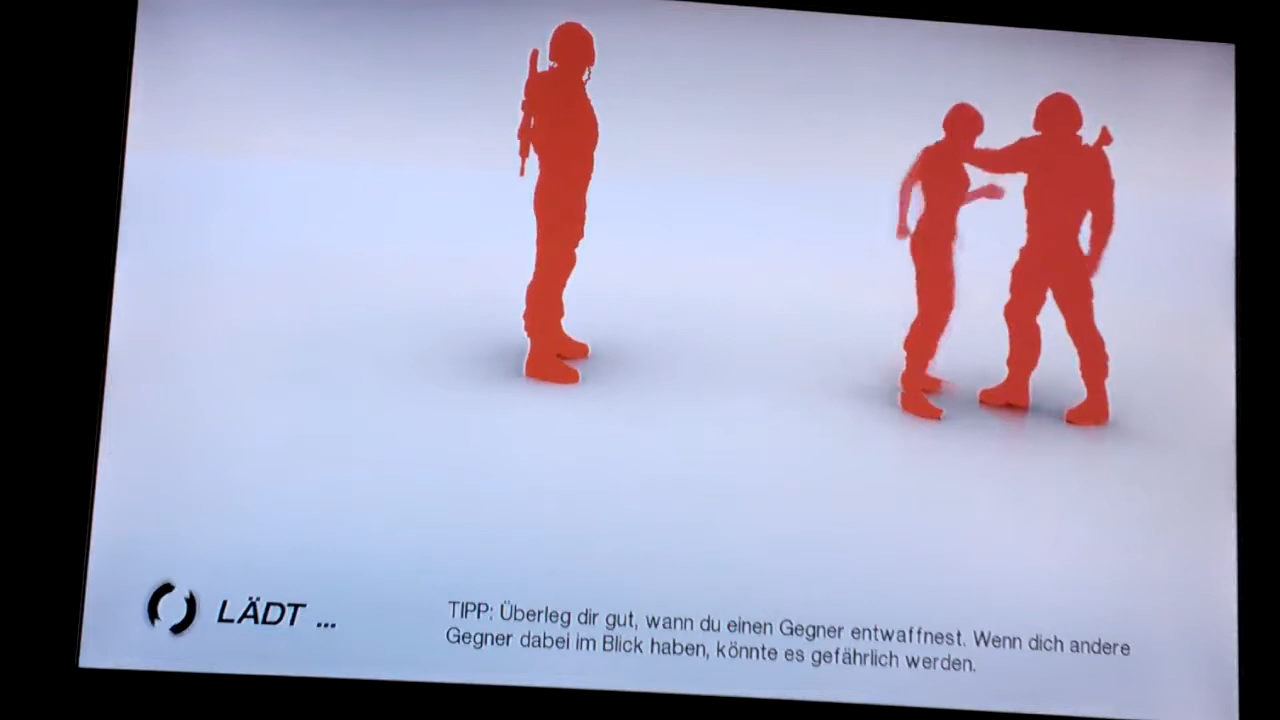 LÄDT ...
TIPP: Überleg dir gut, wann du einen Gegner entwaffnest. Wenn dich andere
Gegner dabei im Blick haben, könnte es gefährlich werden.